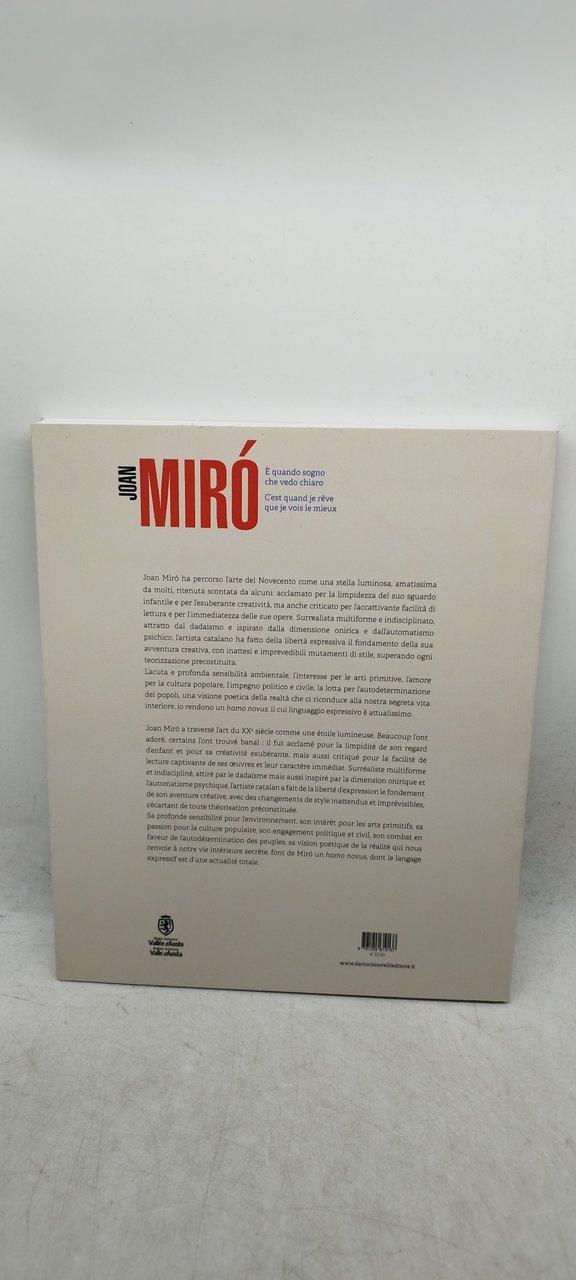 JOAN
MIRÓ
È quando sogno
che vedo chiaro
C'est quand je rêve
que je vois le mieux
Joan Miró ha percorso l'arte del Novecento come una stella luminosa, amatissima
da molti, ritenuta scontata da alcuni: acclamato per la limpidezza del suo sguardo
infantile e per l'esuberante creatività, ma anche criticato per l'accattivante facilità di
lettura e per l'immediatezza delle sue opere. Surrealista multiforme e indisciplinato,
attratto dal dadaismo e ispirato dalla dimensione onirica e dall'automatismo
psichico, l'artista catalano ha fatto della libertà espressiva il fondamento della sua
avventura creativa, con inattesi e imprevedibili mutamenti di stile, superando ogni
teorizzazione precostituita.
L'acuta e profonda sensibilità ambientale, l'interesse per le arti primitive, l'amore
per la cultura popolare, l'impegno politico e civile, la lotta per l'autodeterminazione
dei popoli, una visione poetica della realtà che ci riconduce alla nostra segreta vita
interiore, lo rendono un homo novus, il cui linguaggio espressivo è attualissimo.
Joan Miró a traversé l'art du XXe siècle comme une étoile lumineuse. Beaucoup l'ont
adoré, certains l'ont trouvé banal : il fut acclamé pour la limpidité de son regard
d'enfant et pour sa créativité exubérante, mais aussi critiqué pour la facilité de
lecture captivante de ses œuvres et leur caractère immédiat. Surréaliste multiforme
et indiscipliné, attiré par le dadaïsme mais aussi inspiré par la dimension onirique et
l'automatisme psychique, l'artiste catalan a fait de la liberté d'expression le fondement
de son aventure créative, avec des changements de style inattendus et imprévisibles,
s'écartant de toute théorisation préconstituée.
Sa profonde sensibilité pour l'environnement, son intérêt pour les arts primitifs, sa
passion pour la culture populaire, son engagement politique et civil, son combat en
faveur de l'autodétermination des peuples, sa vision poétique de la réalité qui nous
renvoie à notre vie intérieure secrète, font de Miró un homo novus, dont le langage
expressif est d'une actualité totale.
Vallée d'Aoste
Valle d'Aosta
www.dariocimorellieditore.it